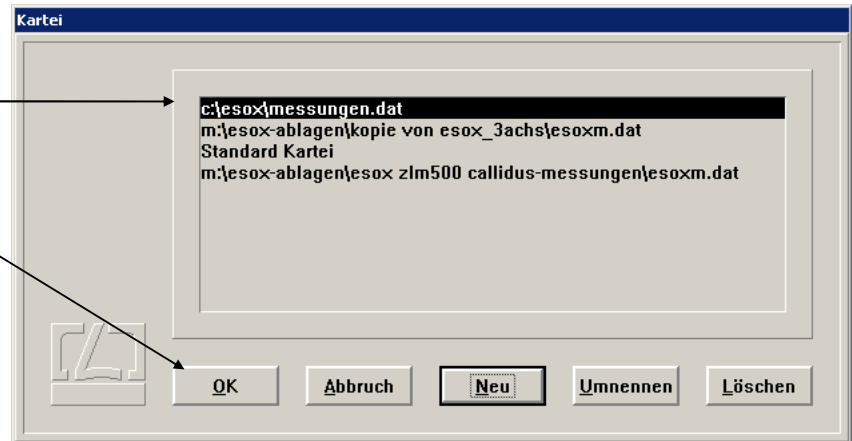 Kartei
c:\esox\messungen.dat
m:\esox-ablagen\kopie von esox_3achs\esoxm.dat
Standard Kartei
m:\esox-ablagen\esox zlm500 callidus-messungen\esoxm.dat
OK Abbruch Neu Umnennen Löschen